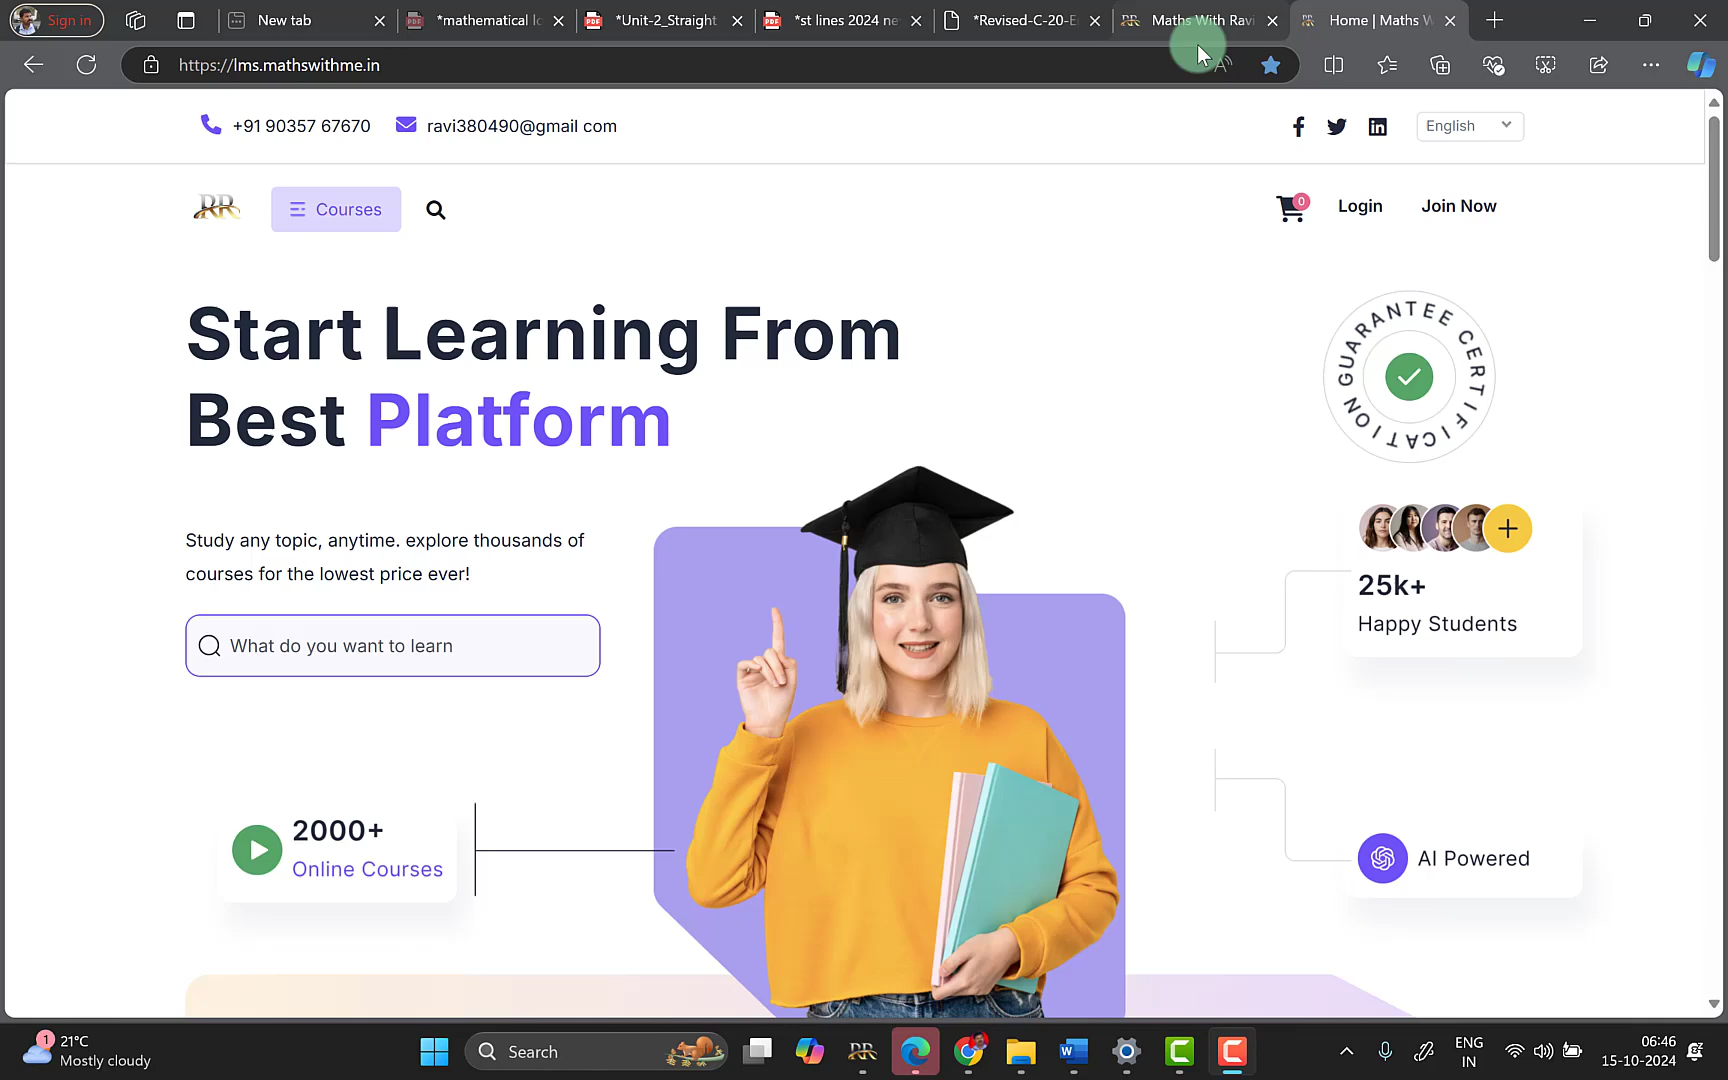 Sign in
New tab
*mathematical lo
*Unit-2_Straight
*st lines 2024 ne
*Revised-C-20-E
Maths With Ravi
Home | Maths W
https://lms.mathswithme.in
+91 90357 67670
ravi380490@gmail com
English
RR
Courses
0
Login
Join Now
Start Learning From
Best Platform
GUARANTEE CERTIFICATION
Study any topic, anytime. explore thousands of
courses for the lowest price ever!
What do you want to learn
25k+
Happy Students
2000+
Online Courses
AI Powered
1
21°C
Mostly cloudy
Search
ENG
IN
06:46
15-10-2024